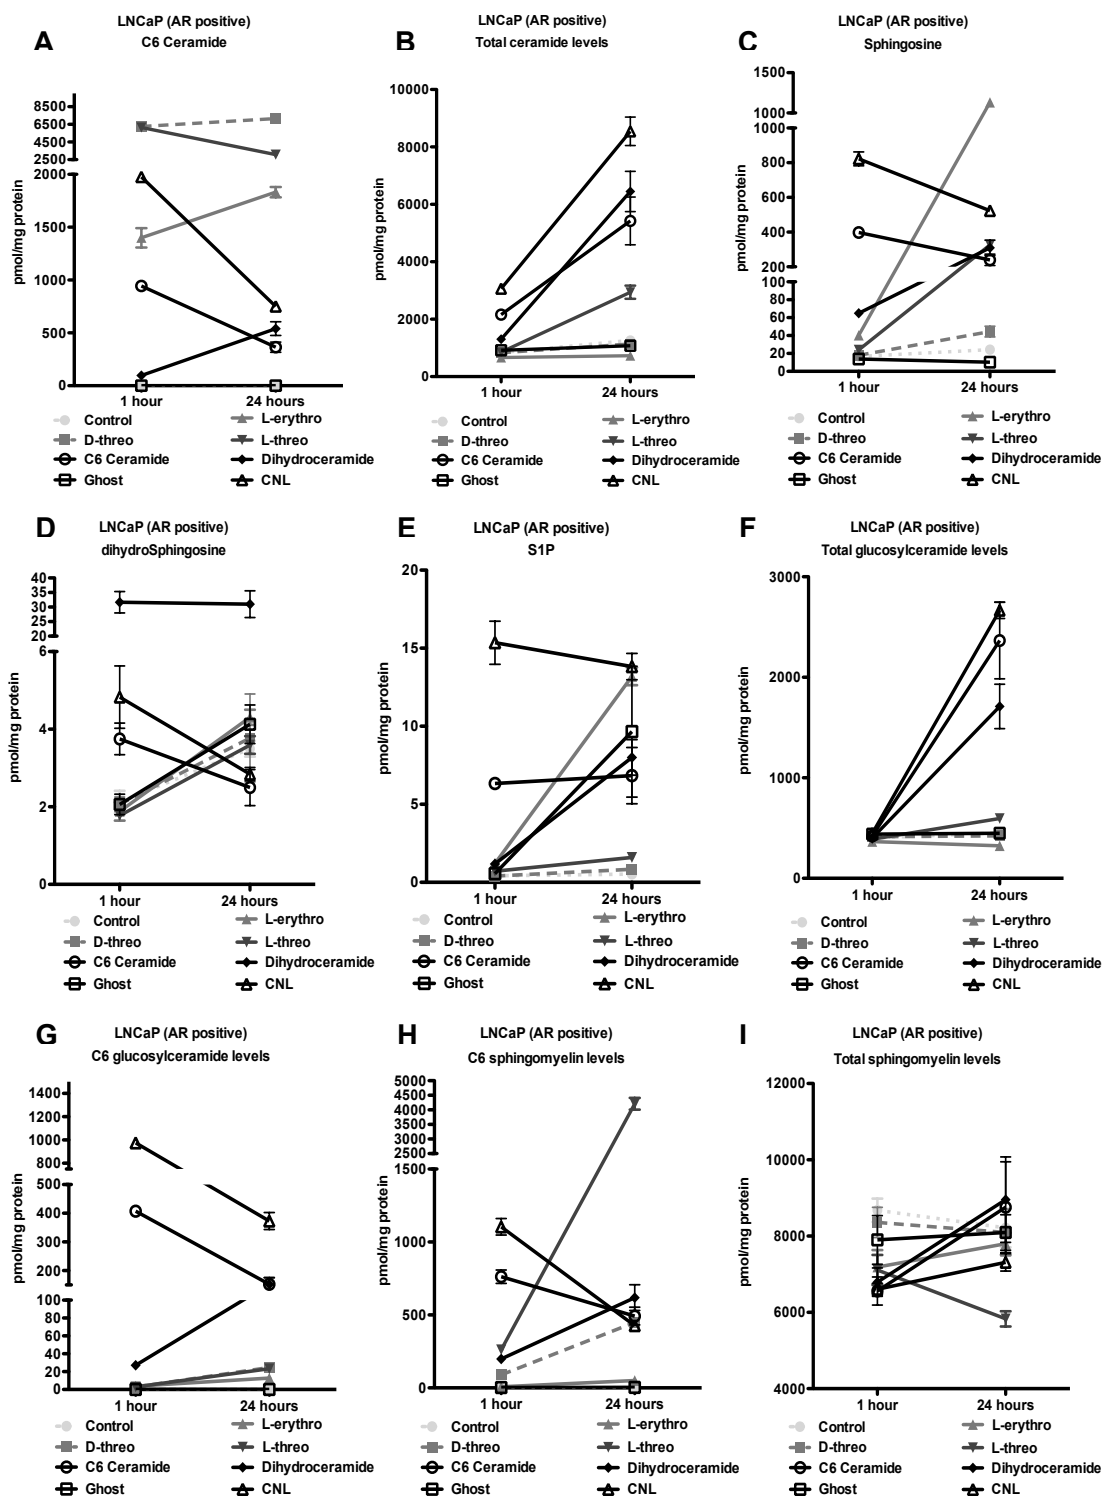 A
LNCaP (AR positive)
C6 Ceramide
pmol/mg protein
8500
6500
4500
2500
2000
1500
1000
500
0
1 hour
24 hours
Control
L-erythro
D-threo
L-threo
C6 Ceramide
Dihydroceramide
Ghost
CNL
B
LNCaP (AR positive)
Total ceramide levels
pmol/mg protein
10000
8000
6000
4000
2000
0
1 hour
24 hours
Control
L-erythro
D-threo
L-threo
C6 Ceramide
Dihydroceramide
Ghost
CNL
C
LNCaP (AR positive)
Sphingosine
pmol/mg protein
1500
1000
1000
800
600
400
200
100
80
60
40
20
0
1 hour
24 hours
Control
L-erythro
D-threo
L-threo
C6 Ceramide
Dihydroceramide
Ghost
CNL
D
LNCaP (AR positive)
dihydroSphingosine
pmol/mg protein
40
35
30
25
20
6
4
2
0
1 hour
24 hours
Control
L-erythro
D-threo
L-threo
C6 Ceramide
Dihydroceramide
Ghost
CNL
E
LNCaP (AR positive)
S1P
pmol/mg protein
20
15
10
5
0
1 hour
24 hours
Control
L-erythro
D-threo
L-threo
C6 Ceramide
Dihydroceramide
Ghost
CNL
F
LNCaP (AR positive)
Total glucosylceramide levels
pmol/mg protein
3000
2000
1000
0
1 hour
24 hours
Control
L-erythro
D-threo
L-threo
C6 Ceramide
Dihydroceramide
Ghost
CNL
G
LNCaP (AR positive)
C6 glucosylceramide levels
pmol/mg protein
1400
1200
1000
800
500
400
300
200
100
80
60
40
20
0
1 hour
24 hours
Control
L-erythro
D-threo
L-threo
C6 Ceramide
Dihydroceramide
Ghost
CNL
H
LNCaP (AR positive)
C6 sphingomyelin levels
pmol/mg protein
5000
4500
4000
3500
3000
2500
1500
1000
500
0
1 hour
24 hours
Control
L-erythro
D-threo
L-threo
C6 Ceramide
Dihydroceramide
Ghost
CNL
I
LNCaP (AR positive)
Total sphingomyelin levels
pmol/mg protein
12000
10000
8000
6000
4000
1 hour
24 hours
Control
L-erythro
D-threo
L-threo
C6 Ceramide
Dihydroceramide
Ghost
CNL